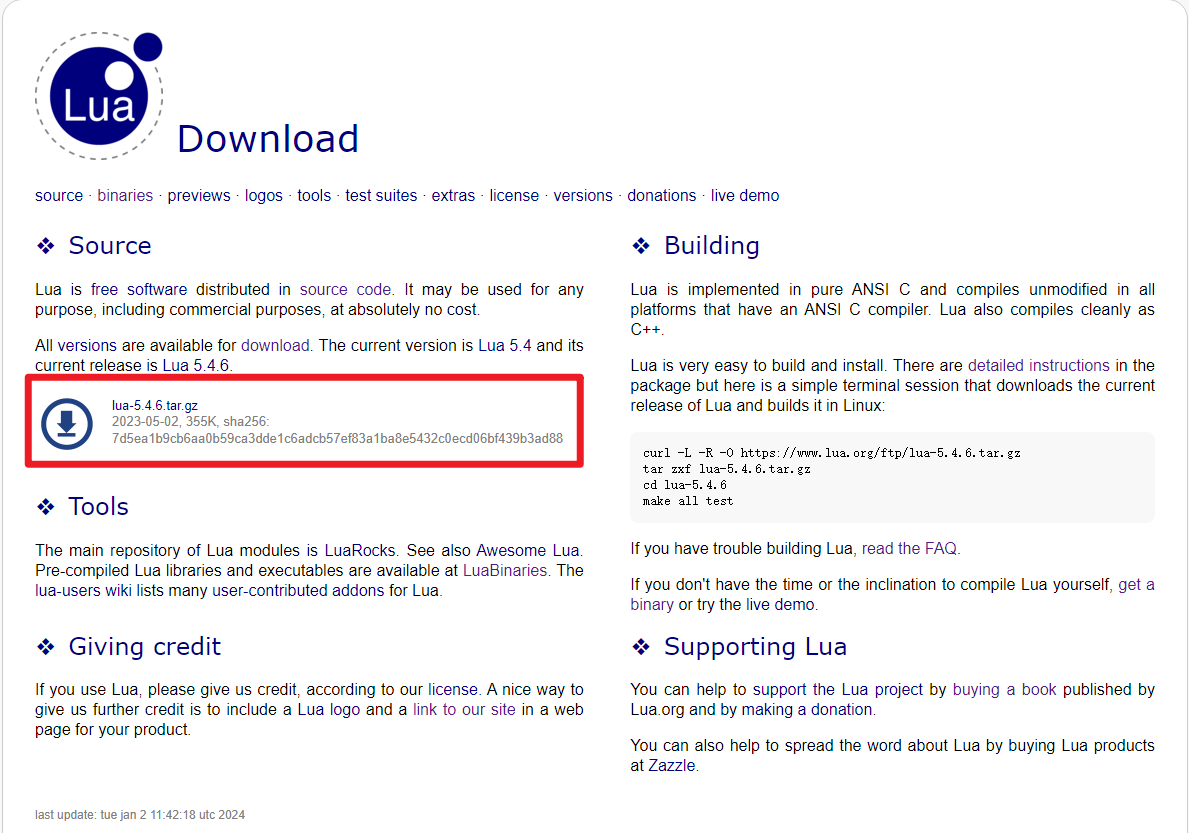 Lua
Download
source · binaries · previews · logos · tools · test suites · extras · license · versions · donations · live demo
❖ Source
Lua is free software distributed in source code. It may be used for any
purpose, including commercial purposes, at absolutely no cost.
All versions are available for download. The current version is Lua 5.4 and its
current release is Lua 5.4.6.
lua-5.4.6.tar.gz
2023-05-02, 355K, sha256:
7d5ea1b9cb6aa0b59ca3dde1c6adcb57ef83a1ba8e5432c0ecd06bf439b3ad88
❖ Tools
The main repository of Lua modules is LuaRocks. See also Awesome Lua.
Pre-compiled Lua libraries and executables are available at LuaBinaries. The
lua-users wiki lists many user-contributed addons for Lua.
❖ Giving credit
If you use Lua, please give us credit, according to our license. A nice way to
give us further credit is to include a Lua logo and a link to our site in a web
page for your product.
❖ Building
Lua is implemented in pure ANSI C and compiles unmodified in all
platforms that have an ANSI C compiler. Lua also compiles cleanly as
C++.
Lua is very easy to build and install. There are detailed instructions in the
package but here is a simple terminal session that downloads the current
release of Lua and builds it in Linux:
curl -L -R -O https://www.lua.org/ftp/lua-5.4.6.tar.gz
tar zxf lua-5.4.6.tar.gz
cd lua-5.4.6
make all test
If you have trouble building Lua, read the FAQ.
If you don't have the time or the inclination to compile Lua yourself, get a
binary or try the live demo.
❖ Supporting Lua
You can help to support the Lua project by buying a book published by
Lua.org and by making a donation.
You can also help to spread the word about Lua by buying Lua products
at Zazzle.
last update: tue jan 2 11:42:18 utc 2024